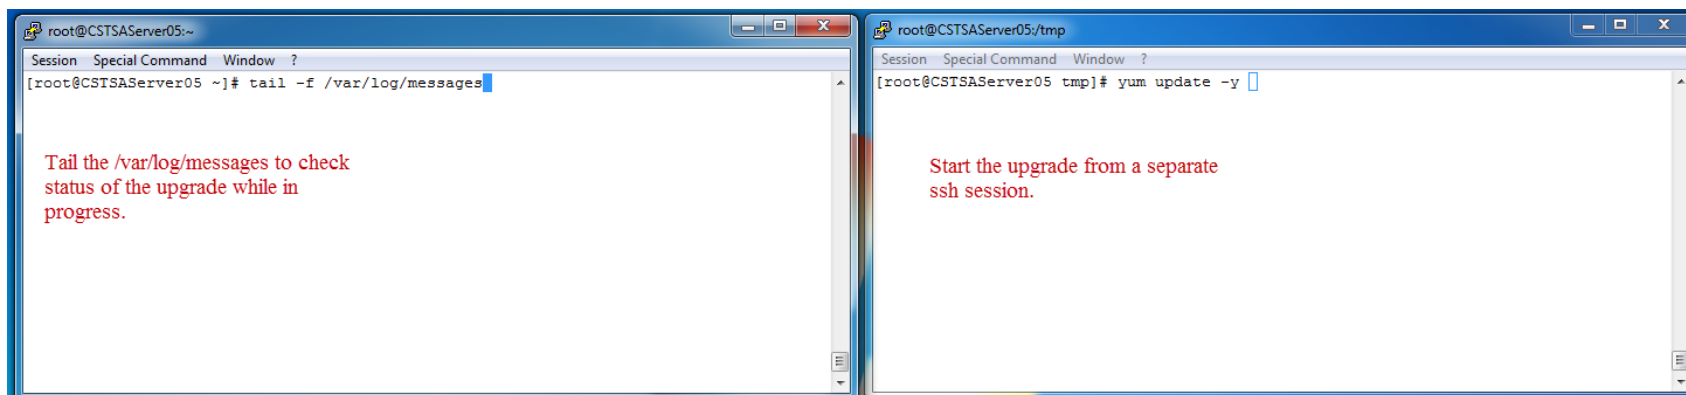 root@CSTSAServer05:~
Session Special Command Window ?
[root@CSTSAServer05 ~]# tail -f /var/log/messages
Tail the /var/log/messages to check
status of the upgrade while in
progress.
root@CSTSAServer05:/tmp
Session Special Command Window ?
[root@CSTSAServer05 tmp]# yum update -y
Start the upgrade from a separate
ssh session.